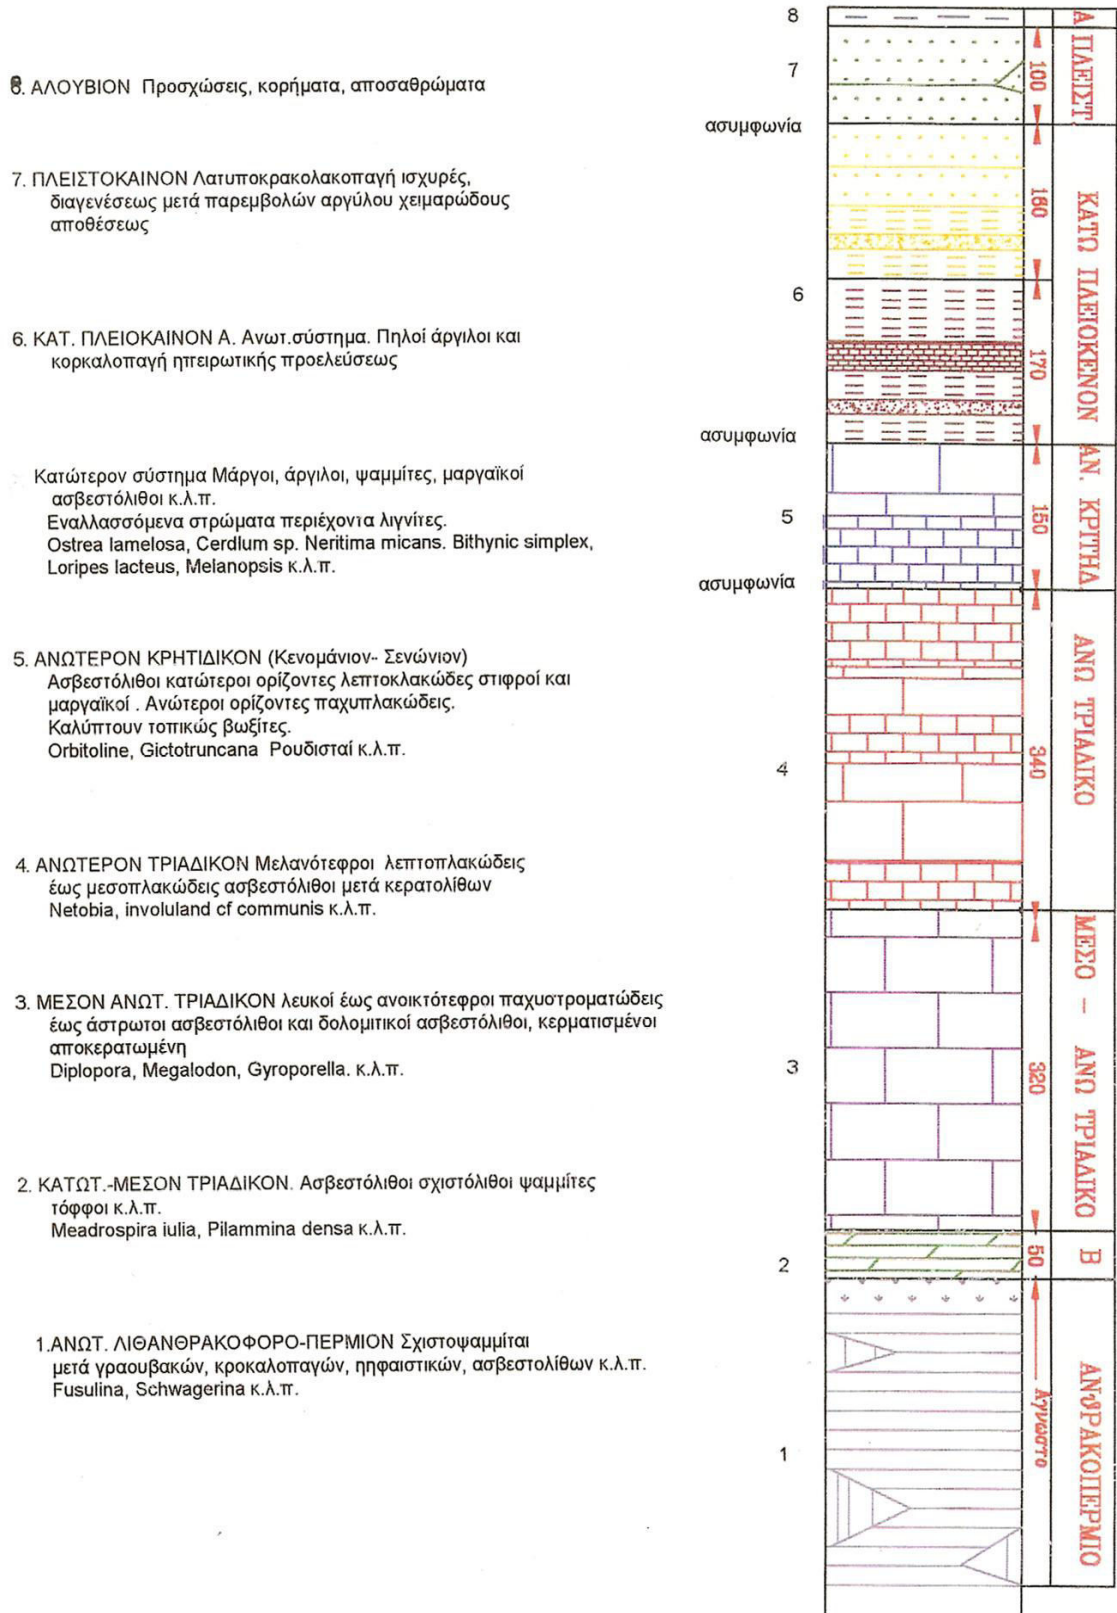 8. ΑΛΟΥΒΙΟΝ Προσχώσεις, κορήματα, αποσαθρώματα
7. ΠΛΕΙΣΤΟΚΑΙΝΟΝ Λατυποκρακολακοπαγή ισχυρές,
διαγενέσεως μετά παρεμβολών αργύλου χειμαρώδους
αποθέσεως
6. ΚΑΤ. ΠΛΕΙΟΚΑΙΝΟΝ Α. Ανωτ.σύστημα. Πηλοί άργιλοι και
κορκαλοπαγή ηπειρωτικής προελεύσεως
Κατώτερον σύστημα Μάργοι, άργιλοι, ψαμμίτες, μαργαϊκοί
ασβεστόλιθοι κ.λ.π.
Εναλλασσόμενα στρώματα περιέχοντα λιγνίτες.
Ostrea lamelosa, Cerdlum sp. Neritima micans. Bithynic simplex,
Loripes lacteus, Melanopsis κ.λ.π.
5. ΑΝΩΤΕΡΟΝ ΚΡΗΤΙΔΙΚΟΝ (Κενομάνιον- Σενώνιον)
Ασβεστόλιθοι κατώτεροι ορίζοντες λεπτοκλακώδες στιφροί και
μαργαϊκοί . Ανώτεροι ορίζοντες παχυπλακώδεις.
Καλύπτουν τοπικώς βωξίτες.
Orbitoline, Gictotruncana Ρουδισταί κ.λ.π.
4. ΑΝΩΤΕΡΟΝ ΤΡΙΑΔΙΚΟΝ Μελανότεφροι λεπτοπλακώδεις
έως μεσοπλακώδεις ασβεστόλιθοι μετά κερατολίθων
Netobia, involuland cf communis κ.λ.π.
3. ΜΕΣΟΝ ΑΝΩΤ. ΤΡΙΑΔΙΚΟΝ λευκοί έως ανοικτότεφροι παχυστροματώδεις
έως άστρωτοι ασβεστόλιθοι και δολομιτικοί ασβεστόλιθοι, κερματισμένοι
αποκερατωμένη
Diplopora, Megalodon, Gyroporella. κ.λ.π.
2. ΚΑΤΩΤ.-ΜΕΣΟΝ ΤΡΙΑΔΙΚΟΝ. Ασβεστόλιθοι σχιστόλιθοι ψαμμίτες
τόφφοι κ.λ.π.
Meadrospira iulia, Pilammina densa κ.λ.π.
1.ΑΝΩΤ. ΛΙΘΑΝΘΡΑΚΟΦΟΡΟ-ΠΕΡΜΙΟΝ Σχιστοψαμμίται
μετά γραουβακών, κροκαλοπαγών, ηηφαιστικών, ασβεστολίθων κ.λ.π.
Fusulina, Schwagerina κ.λ.π.
8
7
ασυμφωνία
6
ασυμφωνία
5
ασυμφωνία
4
3
2
1
100
180
170
150
340
320
50
Αγνωστο
Α
ΠΛΕΙΣΤ
ΚΑΤΩ ΠΛΕΙΟΚΕΝΟΝ
ΑΝ. ΚΡΙΤΗΔ
ΑΝΩ ΤΡΙΑΔΙΚΟ
ΜΕΣΟ - ΑΝΩ ΤΡΙΑΔΙΚΟ
Β
ΑΝΘΡΑΚΟΠΕΡΜΙΟ